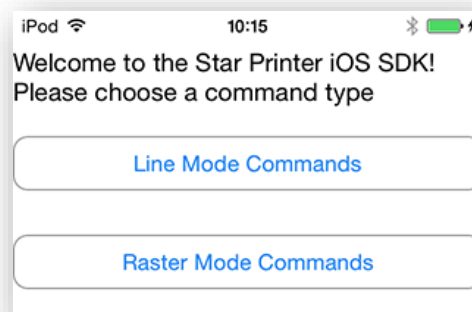 iPod 10:15
Welcome to the Star Printer iOS SDK!
Please choose a command type
Line Mode Commands
Raster Mode Commands